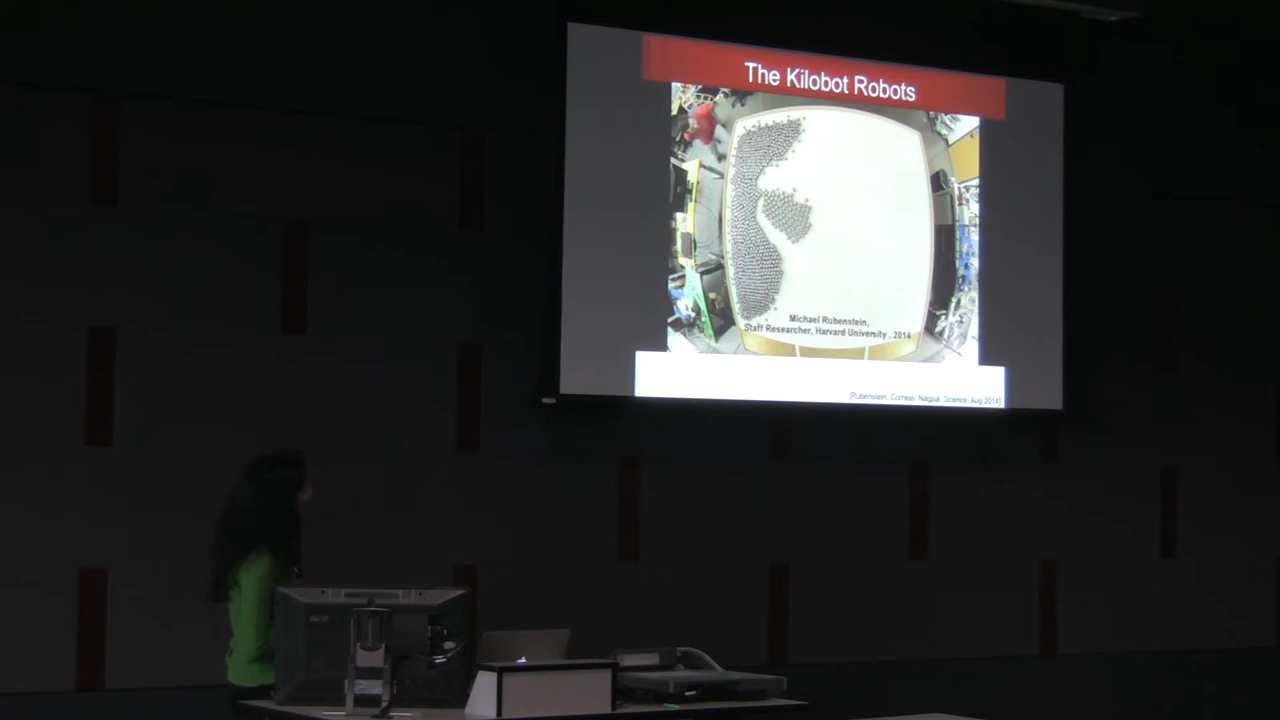 The Kilobot Robots
Michael Rubenstein,
Staff Researcher, Harvard University , 2014
[Rubenstein, Cornejo, Nagpal, Science, Aug 2014]